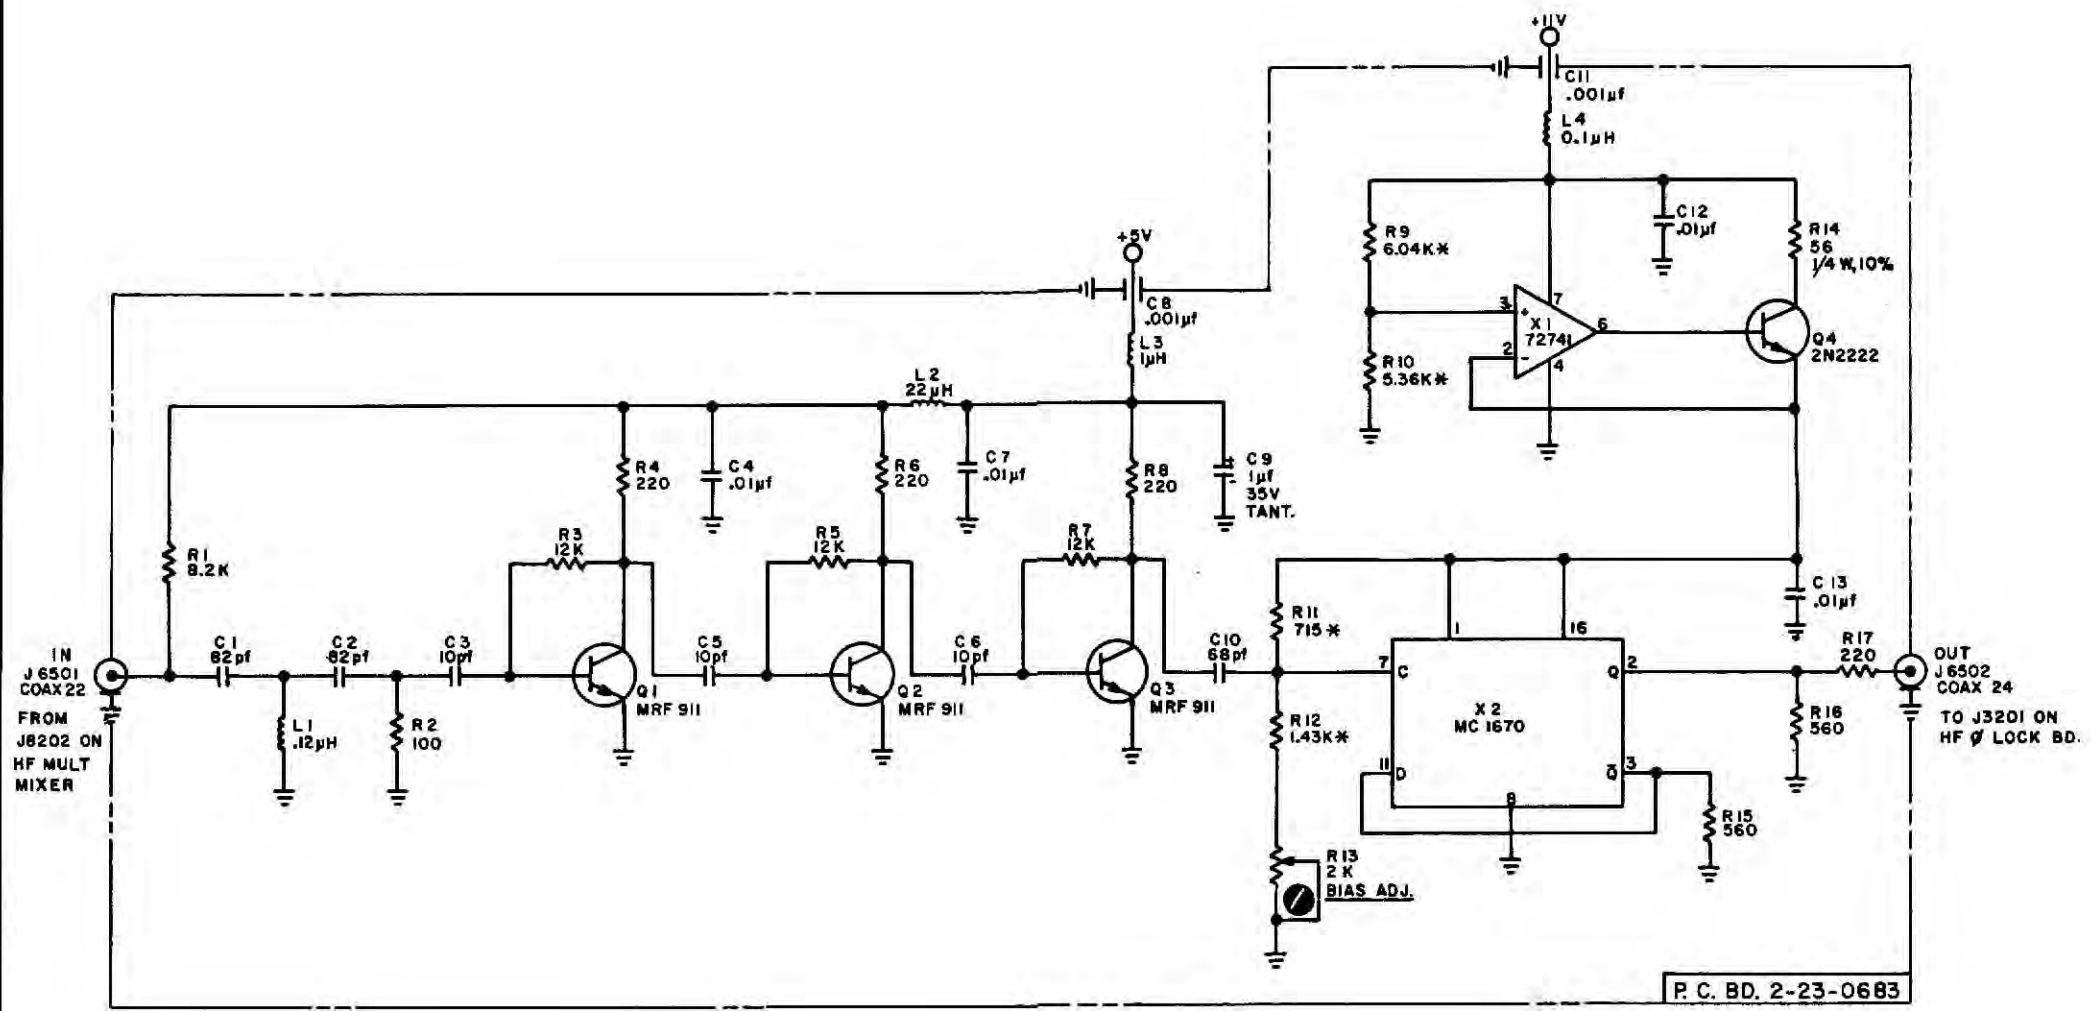 +11V
C11
.001µf
L4
0.1µH
R9
6.04K*
C12
.01µf
R14
56
1/4 W,10%
+5V
C8
.001µf
L3
1µH
3
+
7
X1
72741
6
2
-
4
Q4
2N2222
R10
5.36K*
L2
22µH
R4
220
C4
.01µf
R6
220
C7
.01µf
R8
220
+
-
C9
1µf
35V
TANT.
R1
8.2K
R3
12K
R5
12K
R7
12K
R11
715*
1
16
C13
.01µf
IN
J6501
COAX22
FROM
J8202 ON
HF MULT
MIXER
C1
82pf
C2
82pf
C3
10pf
Q1
MRF 911
C5
10pf
Q2
MRF 911
C6
10pf
Q3
MRF 911
C10
68pf
7
C
Q
2
R17
220
OUT
J6502
COAX 24
TO J3201 ON
HF Ø LOCK BD.
L1
.12µH
R2
100
R12
1.43K*
X2
MC1670
R16
560
11
D
8
Q̅
3
R15
560
R13
2K
BIAS ADJ.
P. C. BD. 2-23-0683